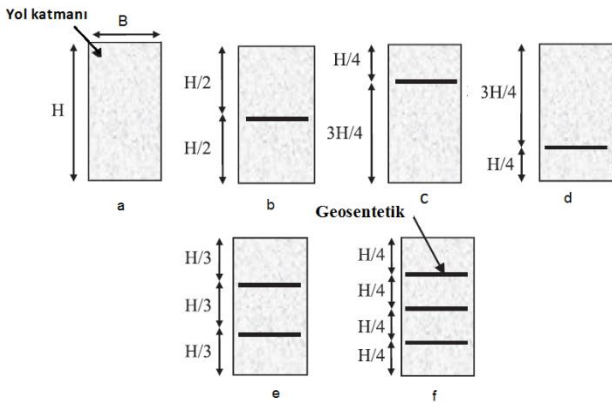 Yol katmanı
B
H
a
H/2
H/2
b
H/4
3H/4
c
3H/4
H/4
d
Geosentetik
H/3
H/3
H/3
e
H/4
H/4
H/4
H/4
f